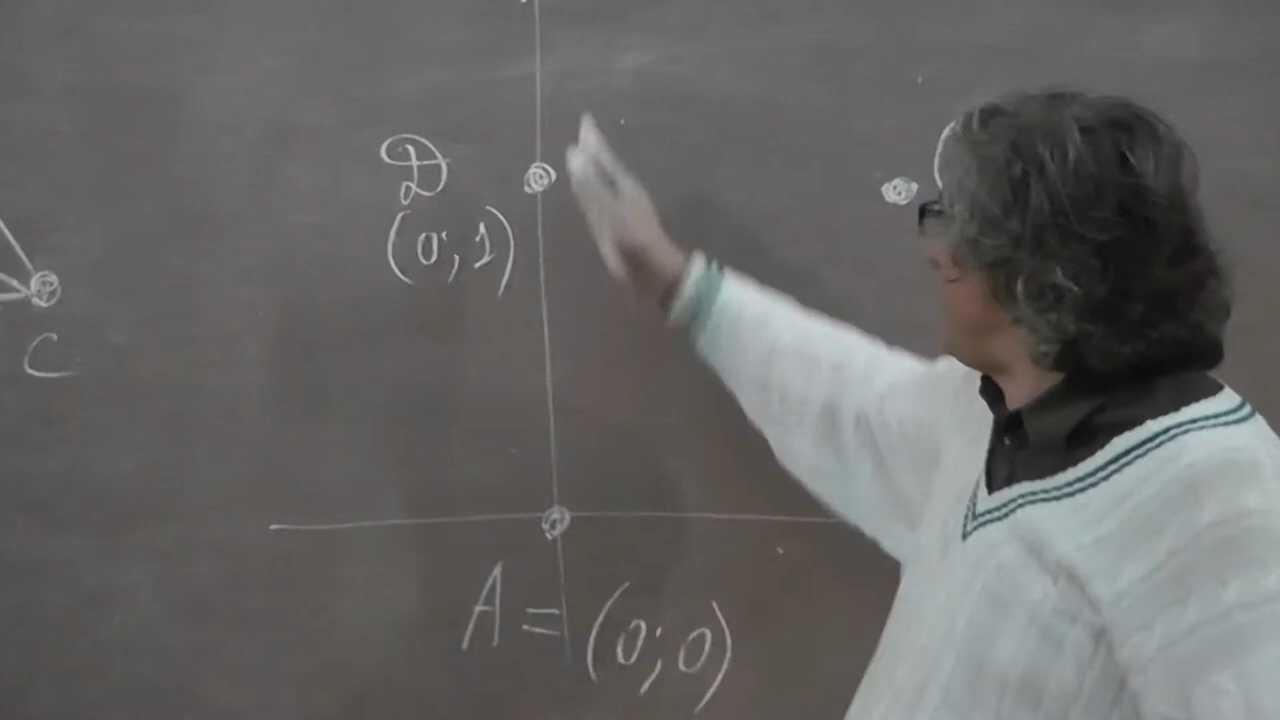 D
(0; 1)
C
A = (0; 0)